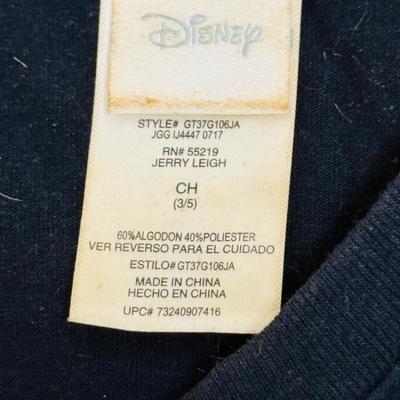 Disney
STYLE# GT37G106JA
JGG IJ4447 0717
RN# 55219
JERRY LEIGH
CH
(3/5)
60%ALGODON 40%POLIESTER
VER REVERSO PARA EL CUIDADO
ESTILO#GT37G106JA
MADE IN CHINA
HECHO EN CHINA
UPC# 73240907416